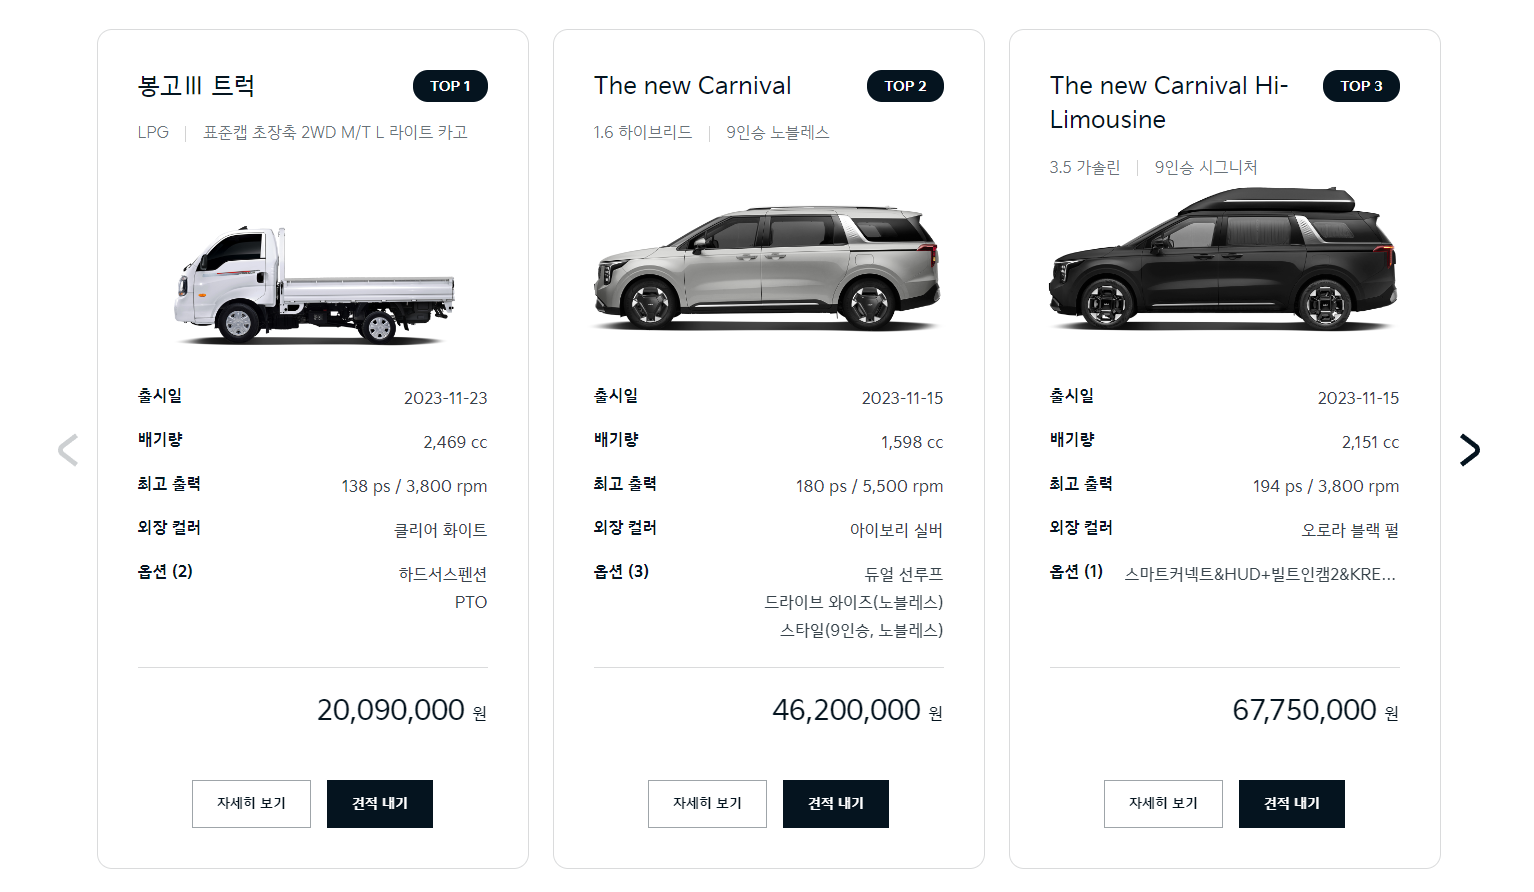 봉고Ⅲ 트럭
TOP 1
LPG | 표준캡 초장축 2WD M/T L 라이트 카고
출시일 2023-11-23
배기량 2,469 cc
최고 출력 138 ps / 3,800 rpm
외장 컬러 클리어 화이트
옵션 (2) 하드서스펜션
PTO
20,090,000 원
자세히 보기
견적 내기
The new Carnival
TOP 2
1.6 하이브리드 | 9인승 노블레스
출시일 2023-11-15
배기량 1,598 cc
최고 출력 180 ps / 5,500 rpm
외장 컬러 아이보리 실버
옵션 (3) 듀얼 선루프
드라이브 와이즈(노블레스)
스타일(9인승, 노블레스)
46,200,000 원
자세히 보기
견적 내기
The new Carnival Hi-
Limousine
TOP 3
3.5 가솔린 | 9인승 시그니처
출시일 2023-11-15
배기량 2,151 cc
최고 출력 194 ps / 3,800 rpm
외장 컬러 오로라 블랙 펄
옵션 (1) 스마트커넥트&HUD+빌트인캠2&KRE...
67,750,000 원
자세히 보기
견적 내기